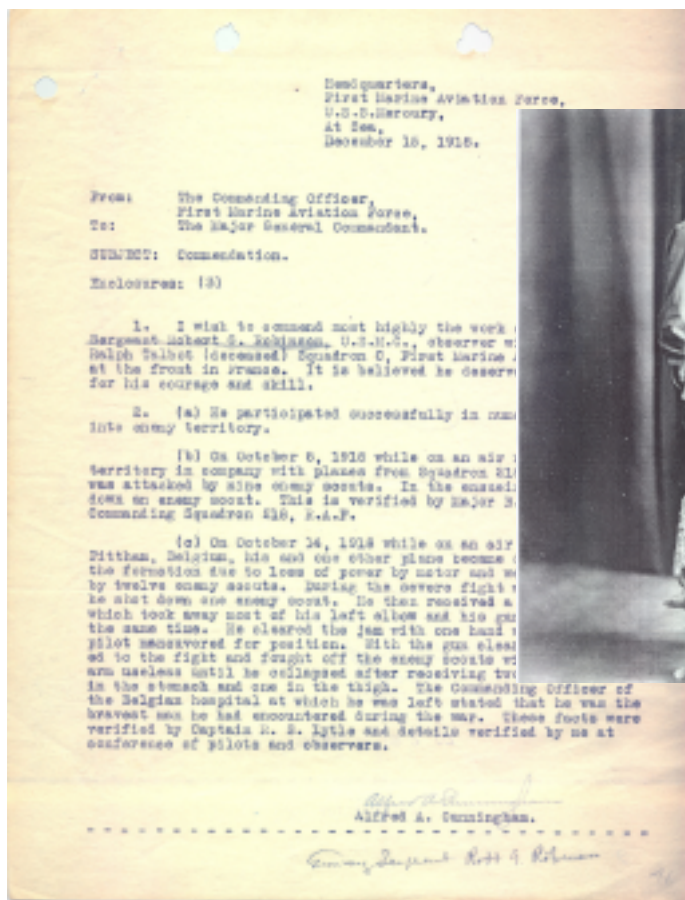 Headquarters,
First Marine Aviation Force,
U.S.S.Mercury,
At Sea,
December 18, 1918.
From: The Commanding Officer,
First Marine Aviation Force,
To: The Major General Commandant.
SUBJECT: Commendation.
Enclosures: (3)
1. I wish to commend most highly the work
Sergeant Robert G. Robinson, U.S.M.C., observer
Ralph Talbot (deceased) Squadron C, First Marine
at the front in France. It is believed he
for his courage and skill.
2. (a) He participated successfully in
into enemy territory.
(b) On October 8, 1918 while on an air
territory in company with planes from Squadron 218
was attacked by nine enemy scouts. In the
down an enemy scout. This is verified by Major
Commanding Squadron 218, R.A.F.
(c) On October 14, 1918 while on an air
Pittham, Belgium, his and one other plane became
the formation due to loss of power by motor and
by twelve enemy scouts. During the severe fight
he shot down one enemy scout. He then received a
which took away most of his left elbow and his
the same time. He cleared the jam with one hand
pilot maneuvered for position. With the gun
ed to the fight and fought off the enemy scouts
arm useless until he collapsed after receiving
in the stomach and one in the thigh. The Commanding Officer of
the Belgian hospital at which he was left stated that he was the
bravest man he had encountered during the war. These facts were
verified by Captain R. S. Lytle and details verified by me at
conference of pilots and observers.
Alfred A. Cunningham
Alfred A. Cunningham.
Gunnery Sergeant Robt G. Robinson